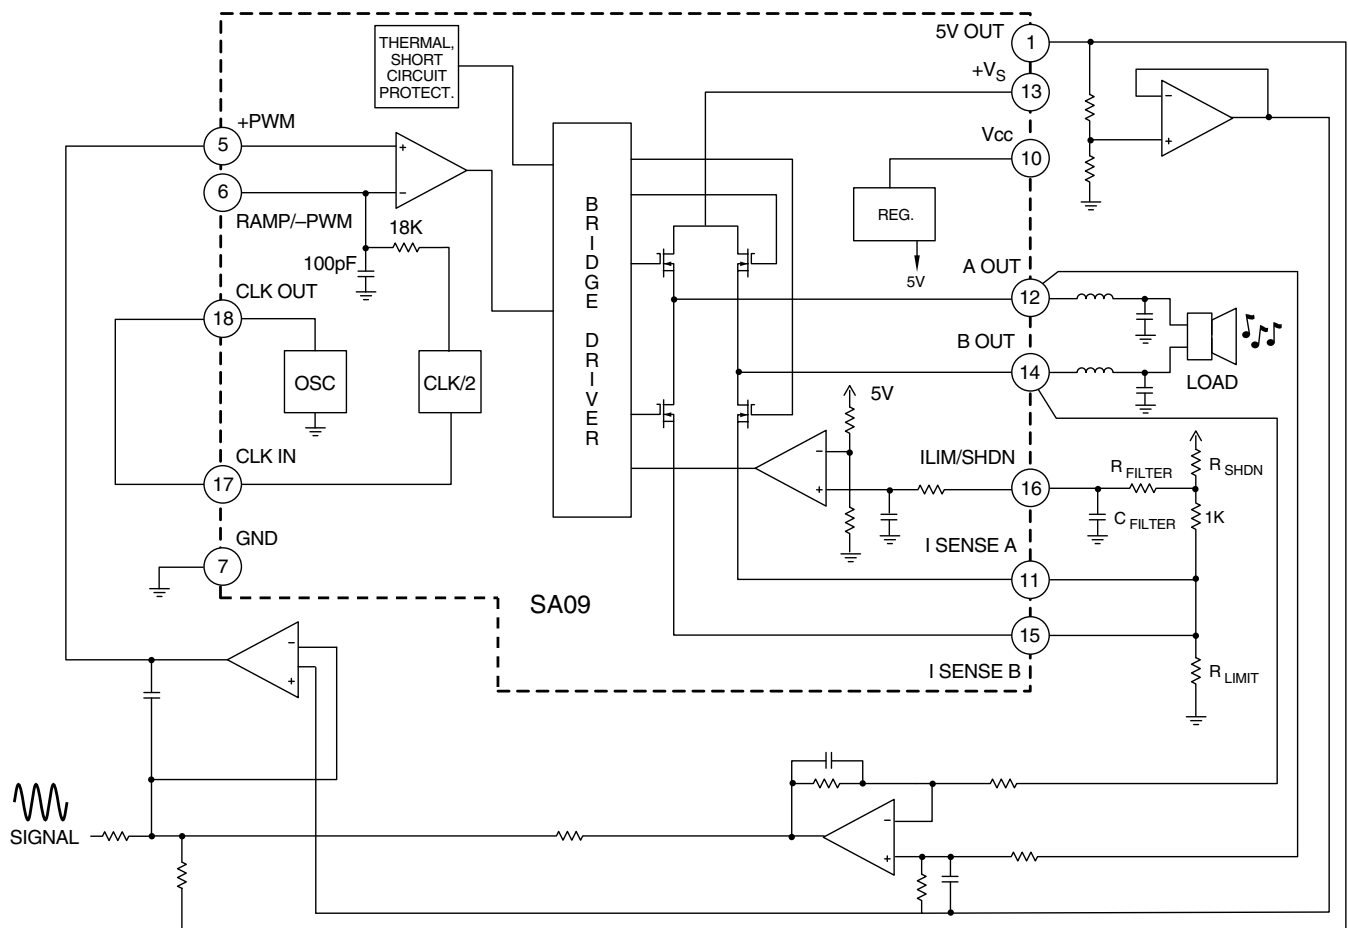 5V OUT
1
THERMAL,
SHORT
CIRCUIT
PROTECT.
+VS
13
–
+
+PWM
5
+
–
Vcc
10
6
RAMP/–PWM
18K
100pF
REG.
5V
BRIDGE DRIVER
A OUT
12
CLK OUT
18
B OUT
14
LOAD
OSC
CLK/2
5V
–
+
ILIM/SHDN
16
R FILTER
R SHDN
C FILTER
1K
CLK IN
17
GND
7
I SENSE A
11
SA09
15
I SENSE B
R LIMIT
–
+
SIGNAL
–
+